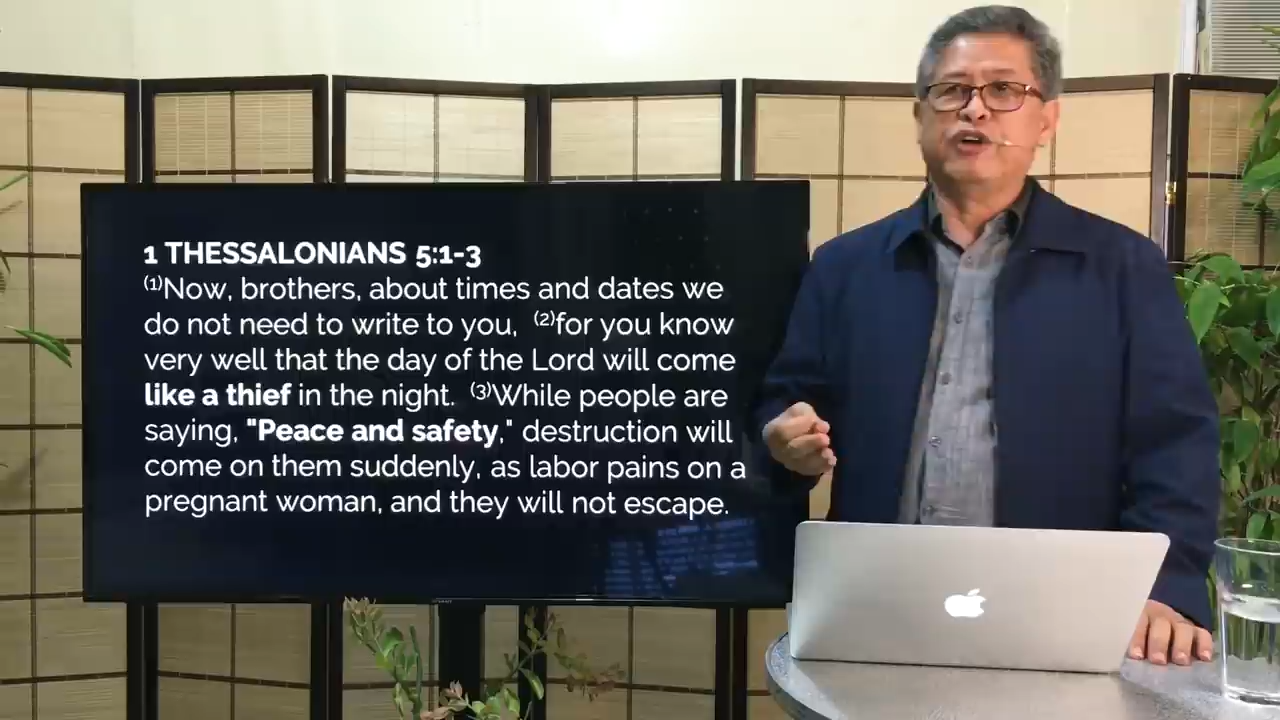 1 THESSALONIANS 5:1-3
(1)Now, brothers, about times and dates we
do not need to write to you, (2)for you know
very well that the day of the Lord will come
like a thief in the night. (3)While people are
saying, "Peace and safety," destruction will
come on them suddenly, as labor pains on a
pregnant woman, and they will not escape.